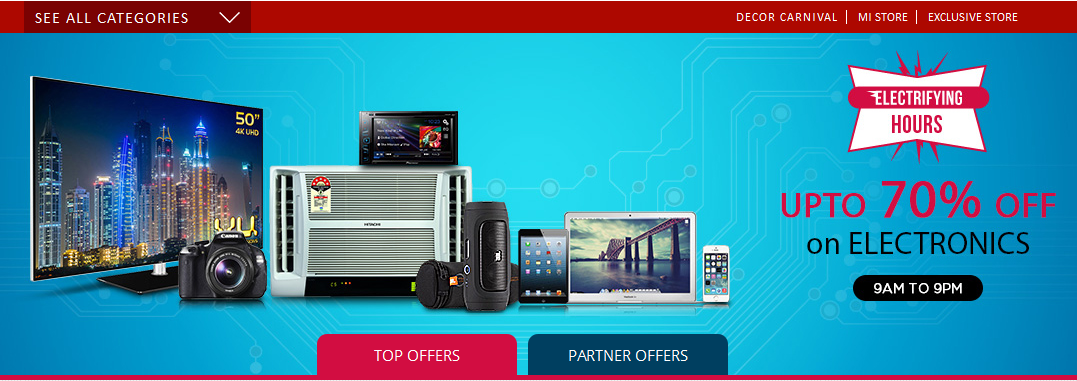 SEE ALL CATEGORIES
DECOR CARNIVAL
MI STORE
EXCLUSIVE STORE
ELECTRIFYING
HOURS
50"
4K UHD
UPTO 70% OFF
on ELECTRONICS
9AM TO 9PM
Canon
HITACHI
JBL
TOP OFFERS
PARTNER OFFERS